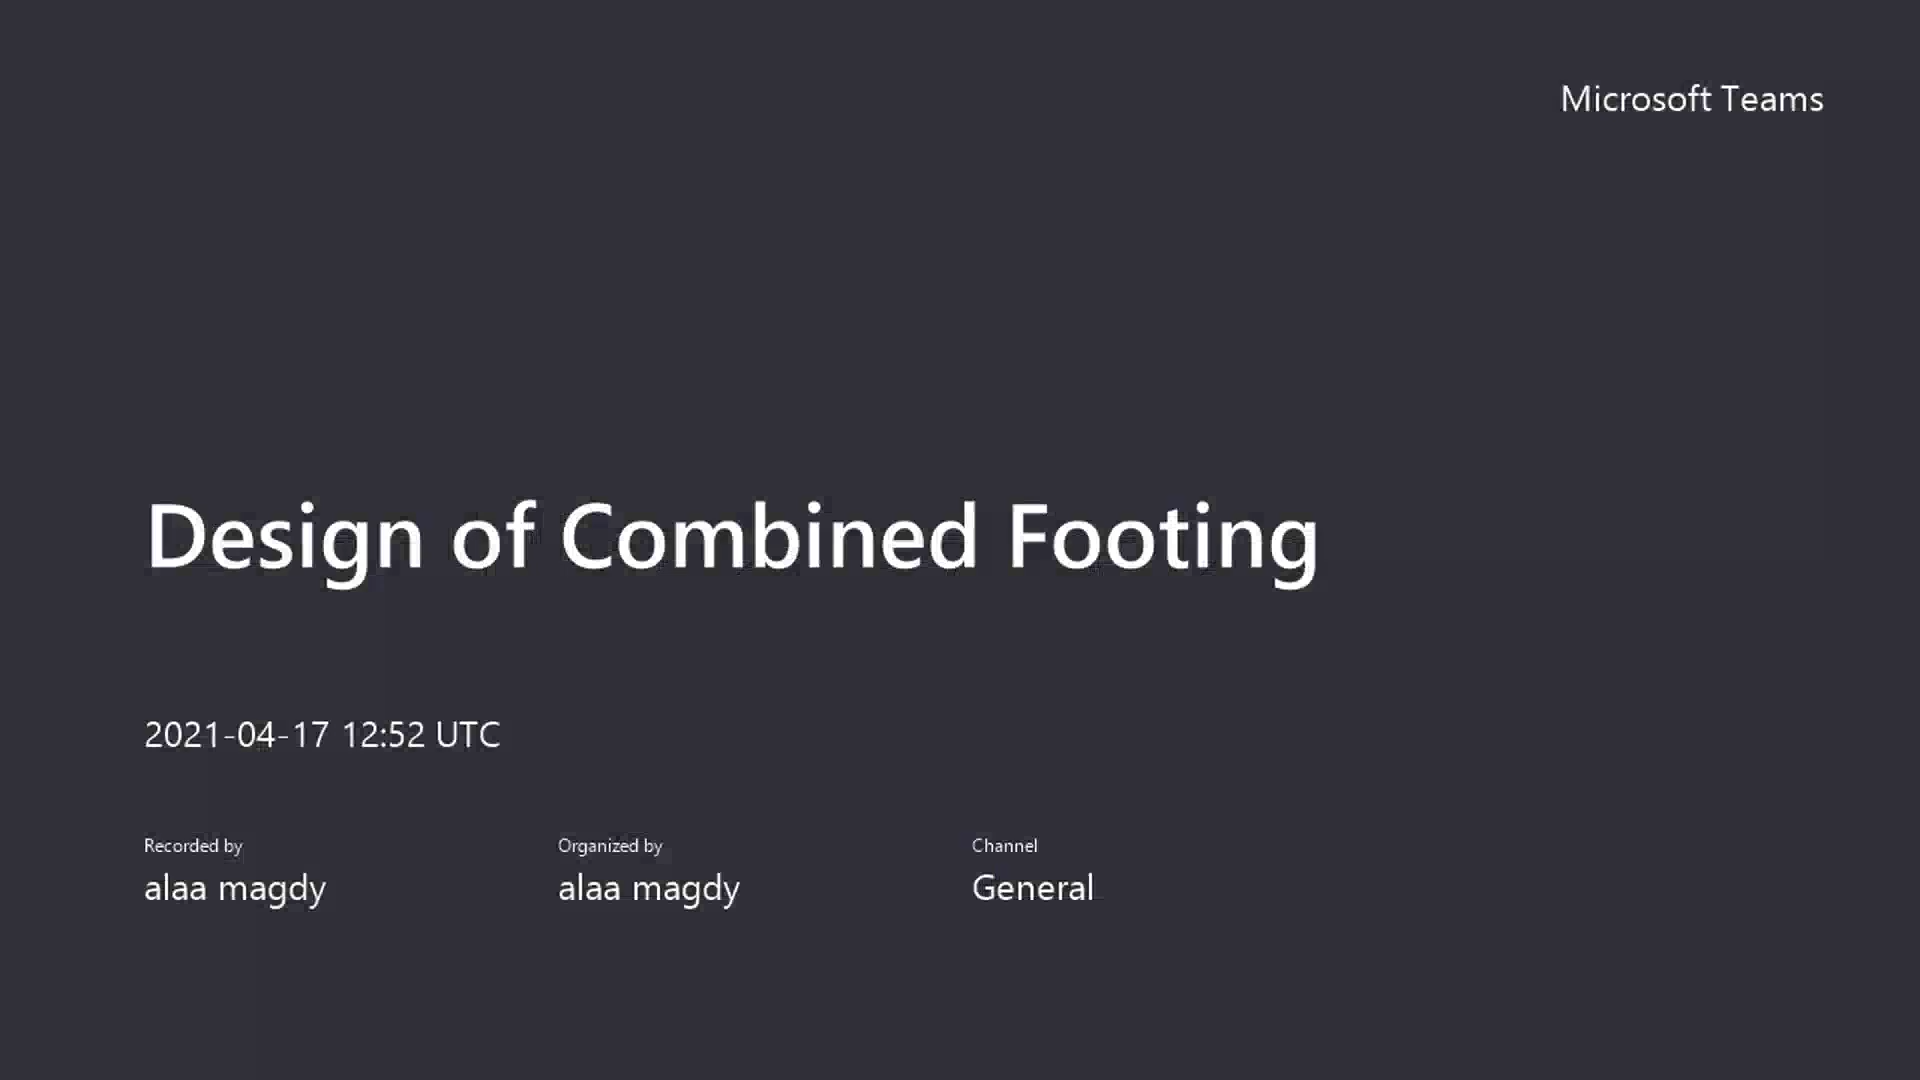 Microsoft Teams
Design of Combined Footing
2021-04-17 12:52 UTC
Recorded by
alaa magdy
Organized by
alaa magdy
Channel
General